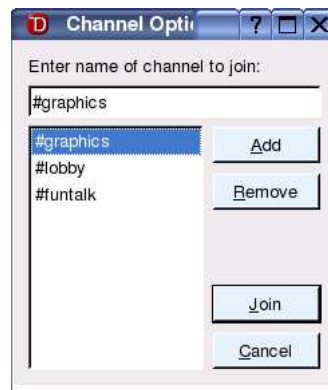 Channel Opti
Enter name of channel to join:
#graphics
#graphics
#lobby
#funtalk
Add
Remove
Join
Cancel